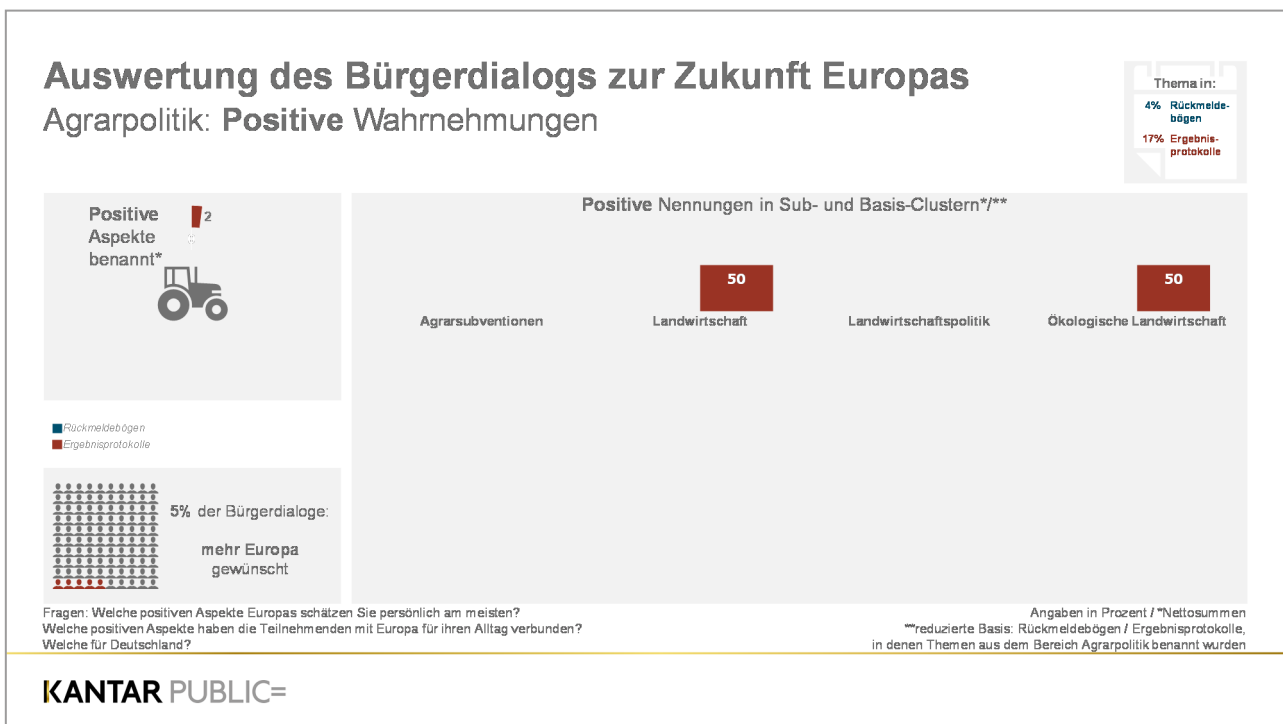 Auswertung des Bürgerdialogs zur Zukunft Europas
Agrarpolitik: Positive Wahrnehmungen
Thema in:
4% Rückmelde-
bögen
17% Ergebnis-
protokolle
Positive
Aspekte
benannt*
2
Rückmeldebögen
Ergebnisprotokolle
5% der Bürgerdialoge:
mehr Europa
gewünscht
Positive Nennungen in Sub- und Basis-Clustern*/**
50
50
Agrarsubventionen
Landwirtschaft
Landwirtschaftspolitik
Ökologische Landwirtschaft
Fragen: Welche positiven Aspekte Europas schätzen Sie persönlich am meisten?
Welche positiven Aspekte haben die Teilnehmenden mit Europa für ihren Alltag verbunden?
Welche für Deutschland?
Angaben in Prozent / *Nettosummen
**reduzierte Basis: Rückmeldebögen / Ergebnisprotokolle,
in denen Themen aus dem Bereich Agrarpolitik benannt wurden
KANTAR PUBLIC=